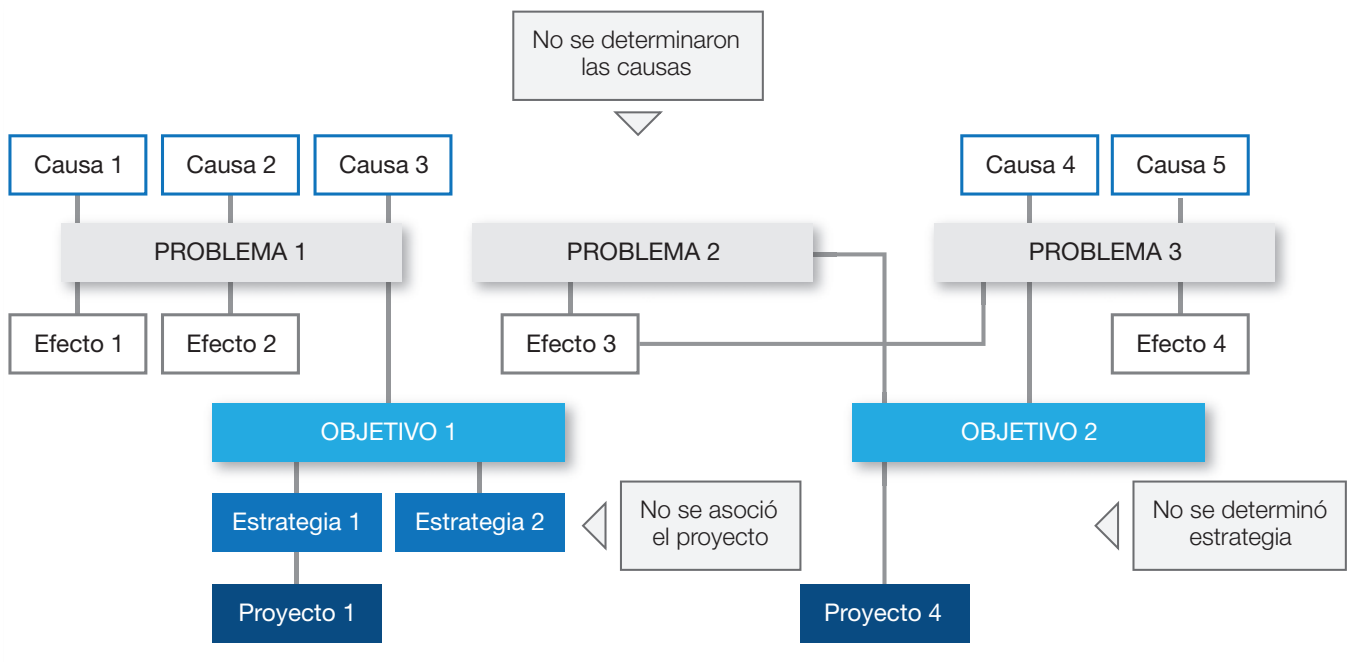 No se determinaron
las causas
Causa 1
Causa 2
Causa 3
Causa 4
Causa 5
PROBLEMA 1
PROBLEMA 2
PROBLEMA 3
Efecto 1
Efecto 2
Efecto 3
Efecto 4
OBJETIVO 1
OBJETIVO 2
Estrategia 1
Estrategia 2
No se asoció
el proyecto
No se determinó
estrategia
Proyecto 1
Proyecto 4